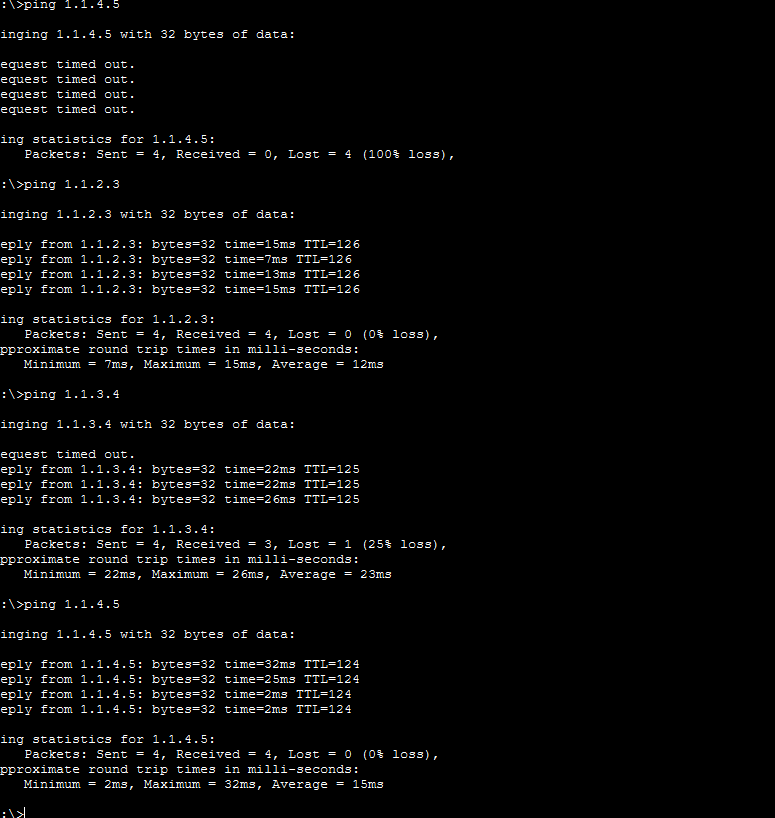 :\>ping 1.1.4.5
inging 1.1.4.5 with 32 bytes of data:
equest timed out.
equest timed out.
equest timed out.
equest timed out.
ing statistics for 1.1.4.5:
Packets: Sent = 4, Received = 0, Lost = 4 (100% loss),
:\>ping 1.1.2.3
inging 1.1.2.3 with 32 bytes of data:
eply from 1.1.2.3: bytes=32 time=15ms TTL=126
eply from 1.1.2.3: bytes=32 time=7ms TTL=126
eply from 1.1.2.3: bytes=32 time=13ms TTL=126
eply from 1.1.2.3: bytes=32 time=15ms TTL=126
ing statistics for 1.1.2.3:
Packets: Sent = 4, Received = 4, Lost = 0 (0% loss),
pproximate round trip times in milli-seconds:
Minimum = 7ms, Maximum = 15ms, Average = 12ms
:\>ping 1.1.3.4
inging 1.1.3.4 with 32 bytes of data:
equest timed out.
eply from 1.1.3.4: bytes=32 time=22ms TTL=125
eply from 1.1.3.4: bytes=32 time=22ms TTL=125
eply from 1.1.3.4: bytes=32 time=26ms TTL=125
ing statistics for 1.1.3.4:
Packets: Sent = 4, Received = 3, Lost = 1 (25% loss),
pproximate round trip times in milli-seconds:
Minimum = 22ms, Maximum = 26ms, Average = 23ms
:\>ping 1.1.4.5
inging 1.1.4.5 with 32 bytes of data:
eply from 1.1.4.5: bytes=32 time=32ms TTL=124
eply from 1.1.4.5: bytes=32 time=25ms TTL=124
eply from 1.1.4.5: bytes=32 time=2ms TTL=124
eply from 1.1.4.5: bytes=32 time=2ms TTL=124
ing statistics for 1.1.4.5:
Packets: Sent = 4, Received = 4, Lost = 0 (0% loss),
pproximate round trip times in milli-seconds:
Minimum = 2ms, Maximum = 32ms, Average = 15ms
:\>